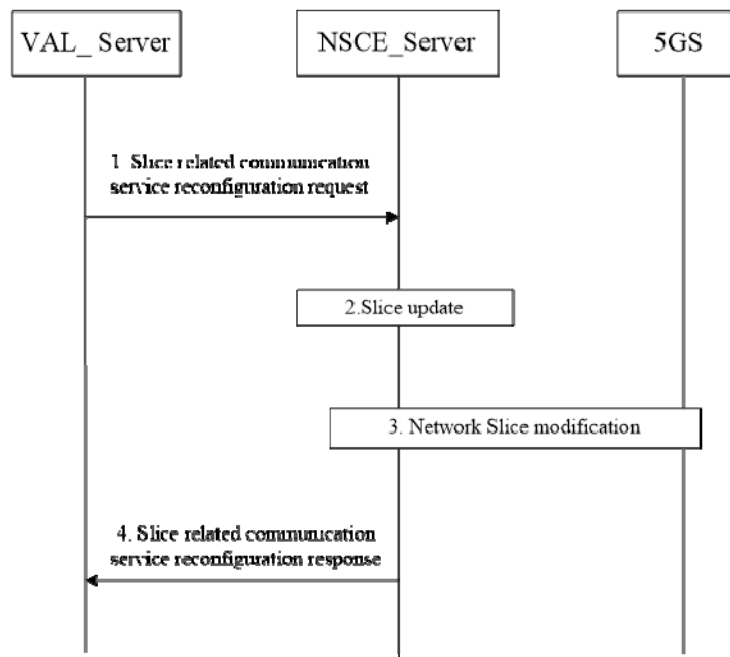 VAL_ Server
NSCE_Server
5GS
1. Slice related communication
service reconfiguration request
2.Slice update
3. Network Slice modification
4. Slice related communication
service reconfiguration response